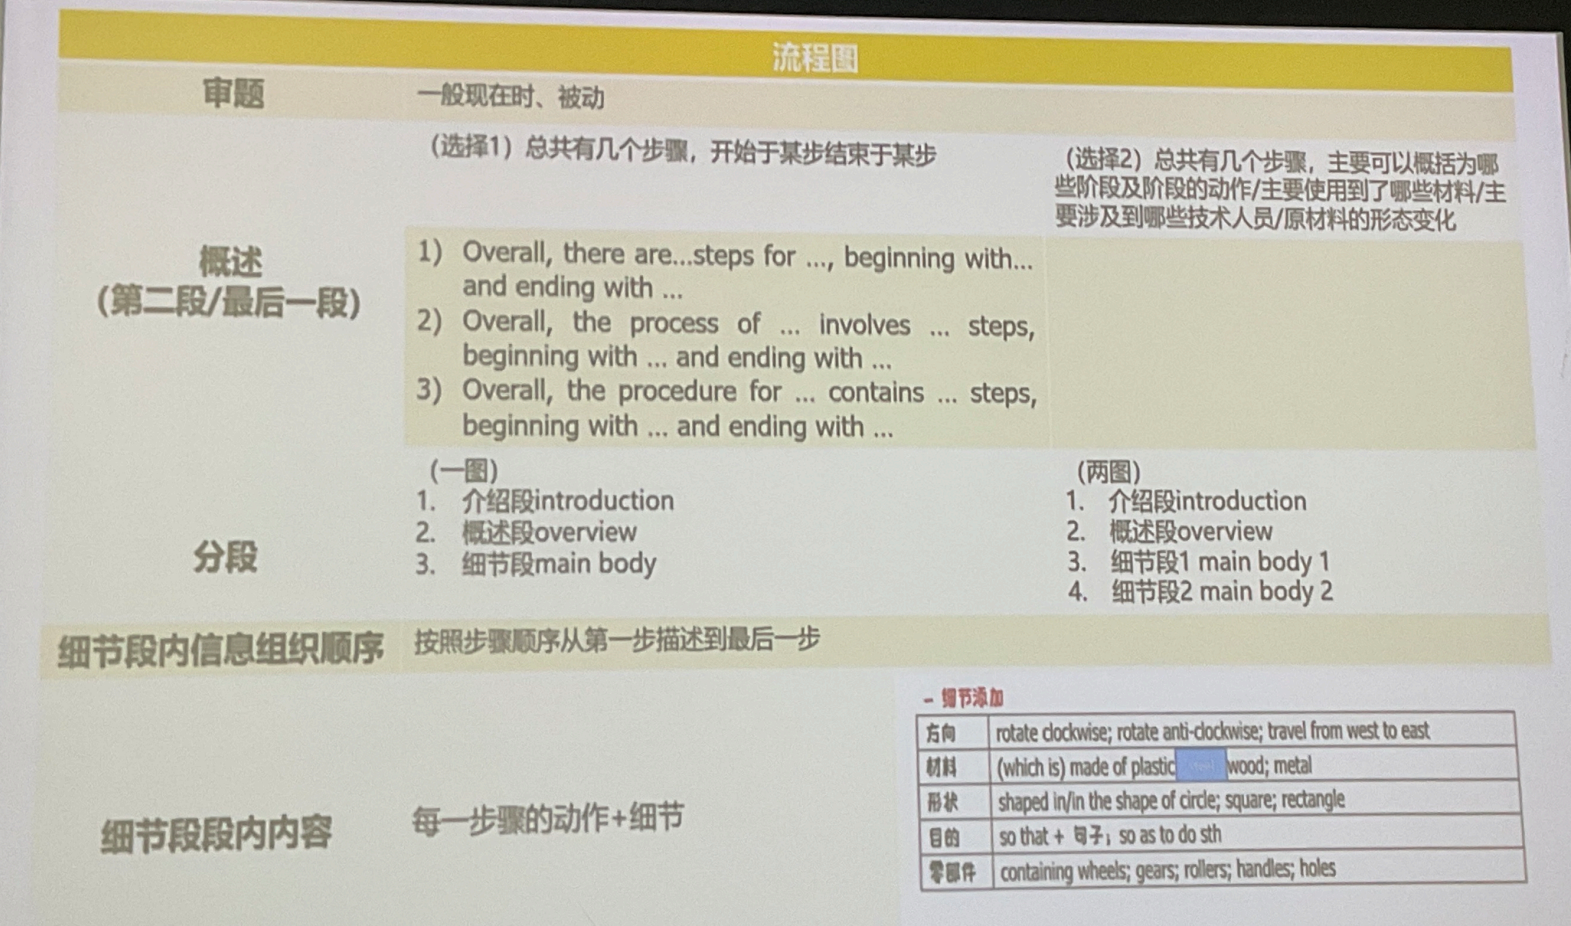 流程图
审题
一般现在时、被动
(选择1)总共有几个步骤，开始于某步结束于某步
(选择2)总共有几个步骤，主要可以概括为哪
些阶段及阶段的动作/主要使用到了哪些材料/主
要涉及到哪些技术人员/原材料的形态变化
概述
(第二段/最后一段)
1) Overall, there are...steps for ..., beginning with...
and ending with ...
2) Overall, the process of ... involves ... steps,
beginning with ... and ending with ...
3) Overall, the procedure for ... contains ... steps,
beginning with ... and ending with ...
分段
(一图)
1. 介绍段introduction
2. 概述段overview
3. 细节段main body
(两图)
1. 介绍段introduction
2. 概述段overview
3. 细节段1 main body 1
4. 细节段2 main body 2
细节段内信息组织顺序
按照步骤顺序从第一步描述到最后一步
细节段段内内容
每一步骤的动作+细节
- 细节添加
方向 rotate clockwise; rotate anti-clockwise; travel from west to east
材料 (which is) made of plastic wood; metal
形状 shaped in/in the shape of circle; square; rectangle
目的 so that + 句子; so as to do sth
零部件 containing wheels; gears; rollers; handles; holes